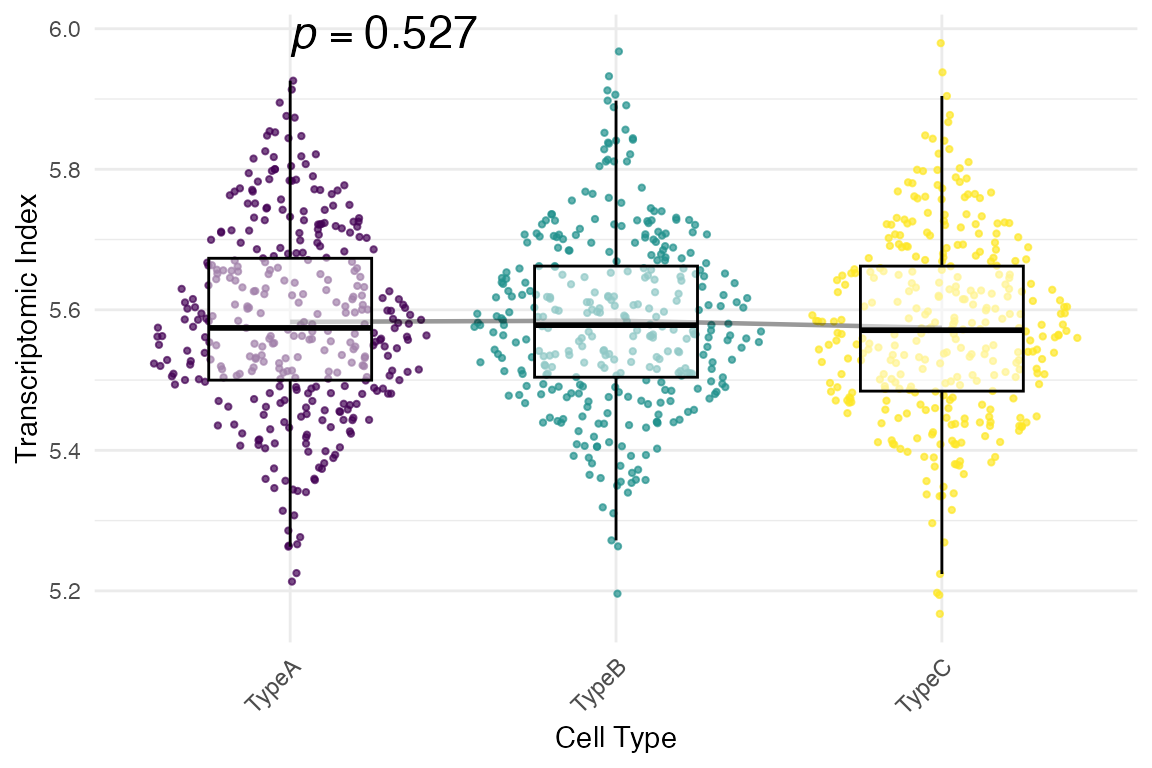 p = 0.527
6.0
5.8
5.6
5.4
5.2
Transcriptomic Index
TypeA
TypeB
TypeC
Cell Type